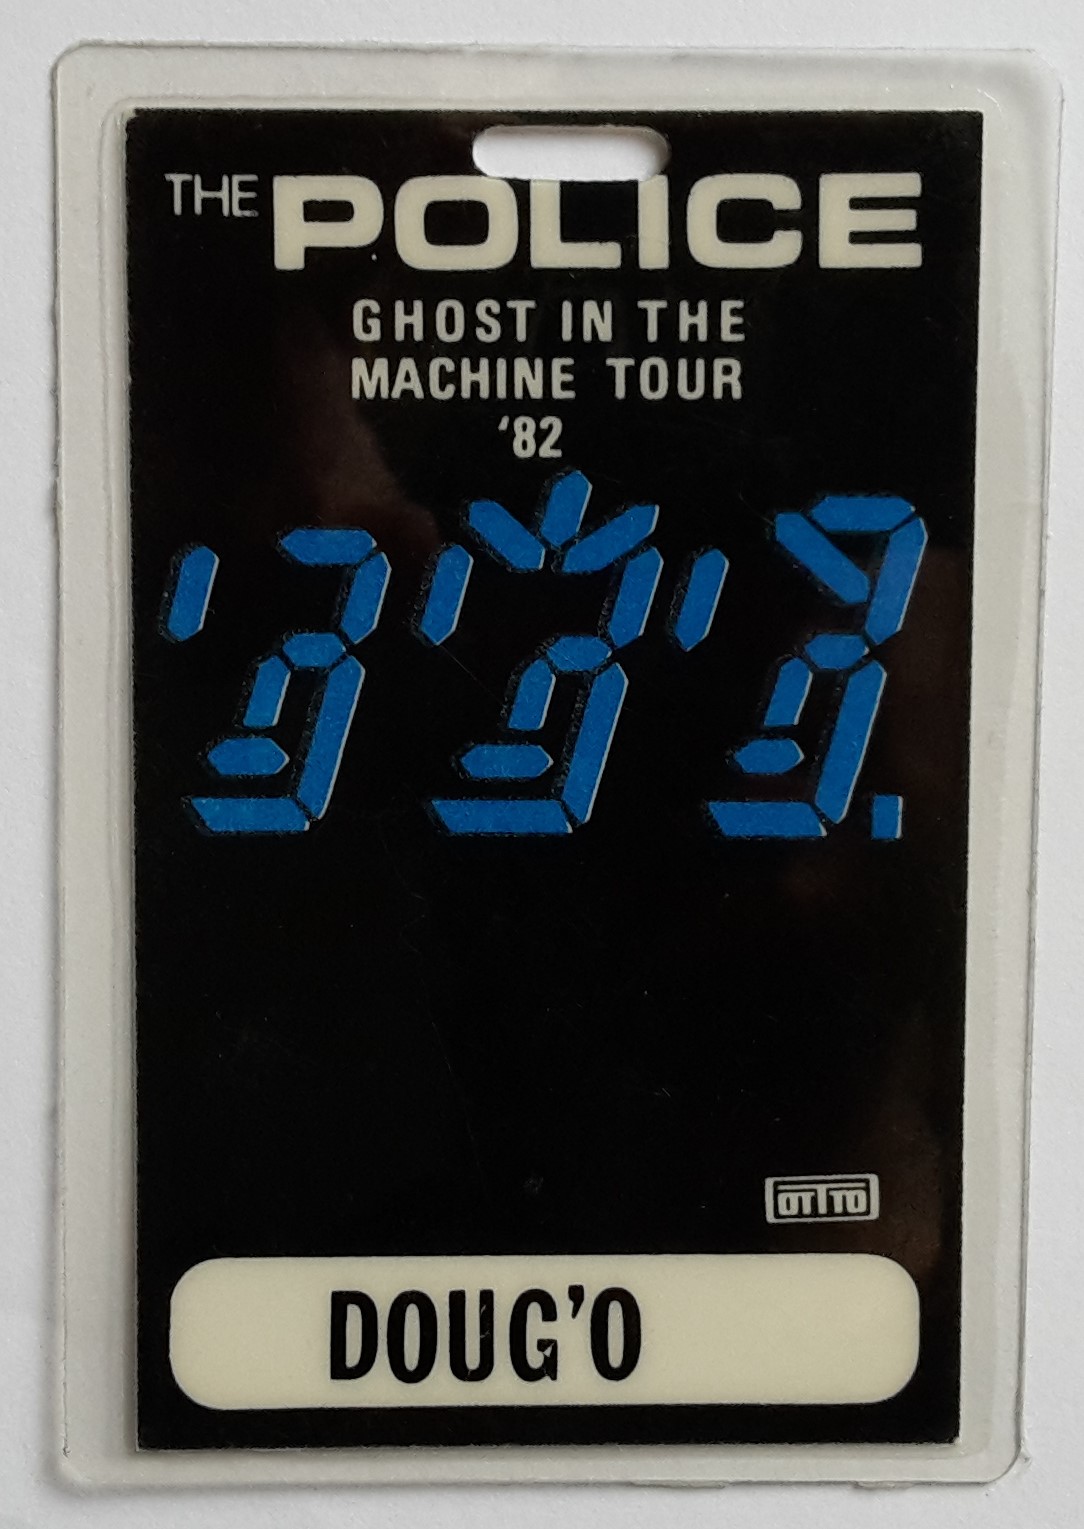 THE POLICE
GHOST IN THE
MACHINE TOUR
‘82
OTTO
DOUG’O